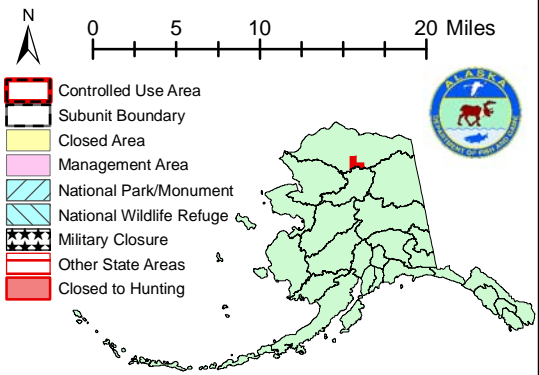 N
0 5 10 20 Miles
Controlled Use Area
Subunit Boundary
Closed Area
Management Area
National Park/Monument
National Wildlife Refuge
Military Closure
Other State Areas
Closed to Hunting
ALASKA
DEPARTMENT OF FISH AND GAME